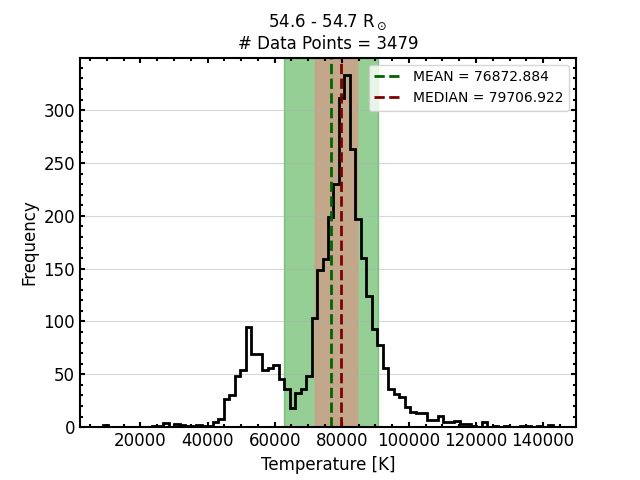 54.6 - 54.7 R⊙
# Data Points = 3479
MEAN = 76872.884
MEDIAN = 79706.922
Frequency
300
250
200
150
100
50
0
20000 40000 60000 80000 100000 120000 140000
Temperature [K]